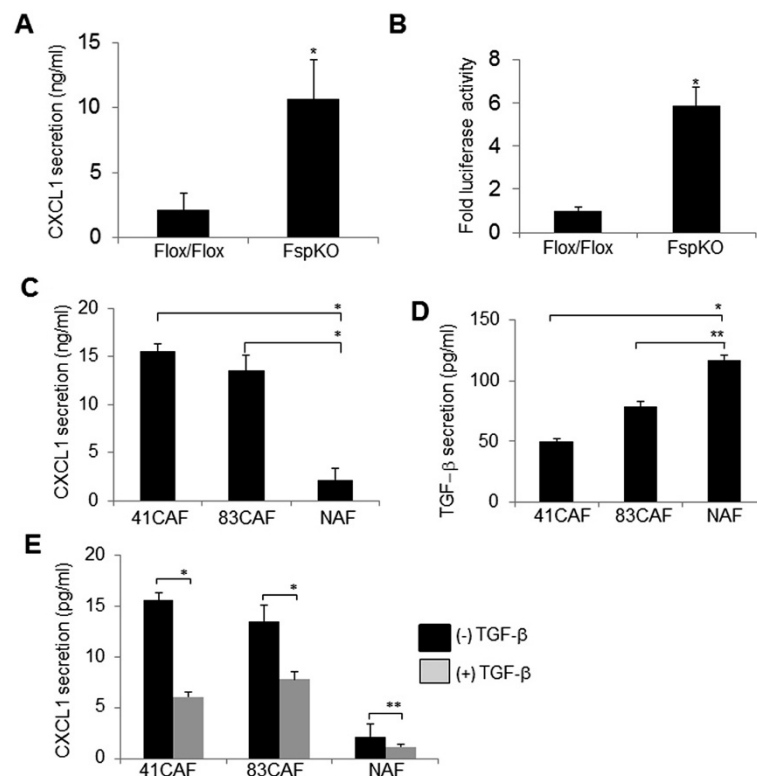 A
CXCL1 secretion (ng/ml)
15
10
5
0
*
Flox/Flox
FspKO
B
Fold luciferase activity
8
6
4
2
0
*
Flox/Flox
FspKO
C
CXCL1 secretion (ng/ml)
20
15
10
5
0
*
*
41CAF
83CAF
NAF
D
TGF-β secretion (pg/ml)
150
100
50
0
*
**
41CAF
83CAF
NAF
E
CXCL1 secretion (pg/ml)
20
15
10
5
0
*
*
**
41CAF
83CAF
NAF
(-) TGF-β
(+) TGF-β